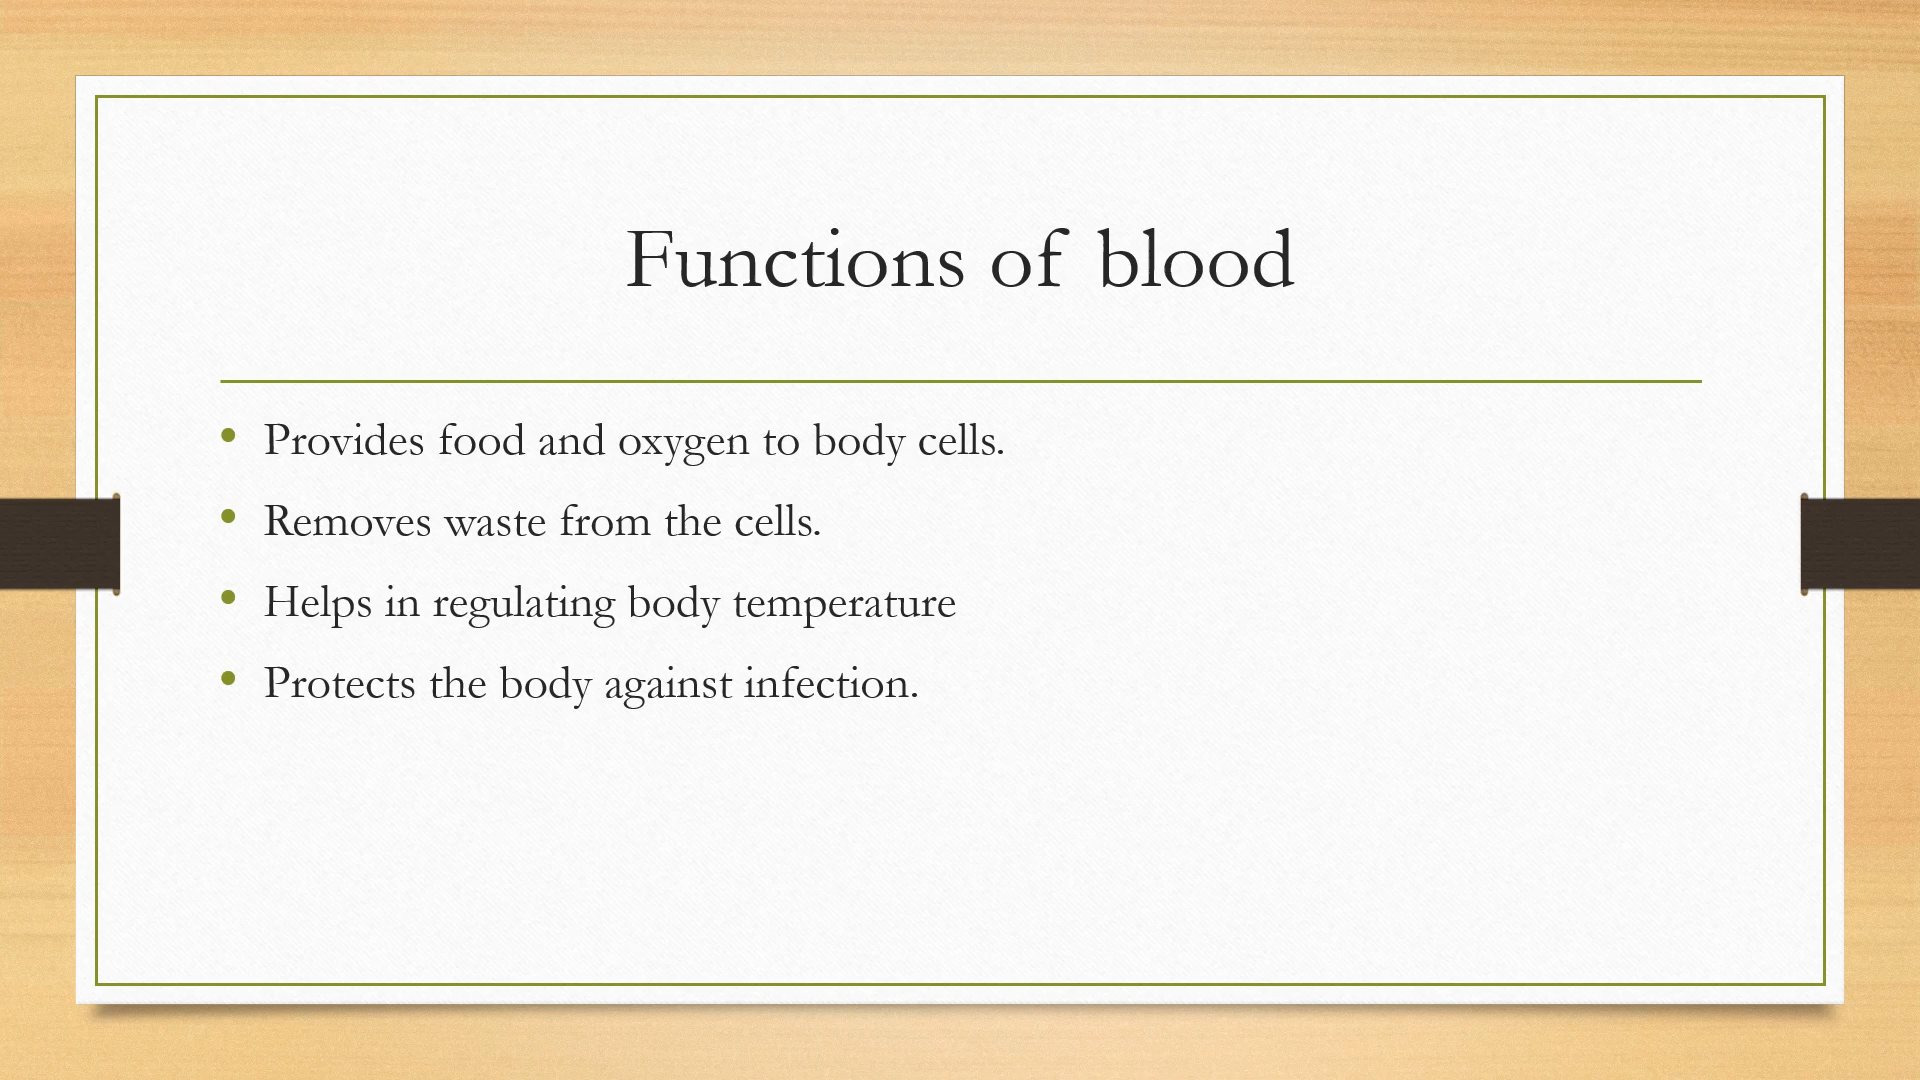 Functions of blood
• Provides food and oxygen to body cells.
• Removes waste from the cells.
• Helps in regulating body temperature
• Protects the body against infection.